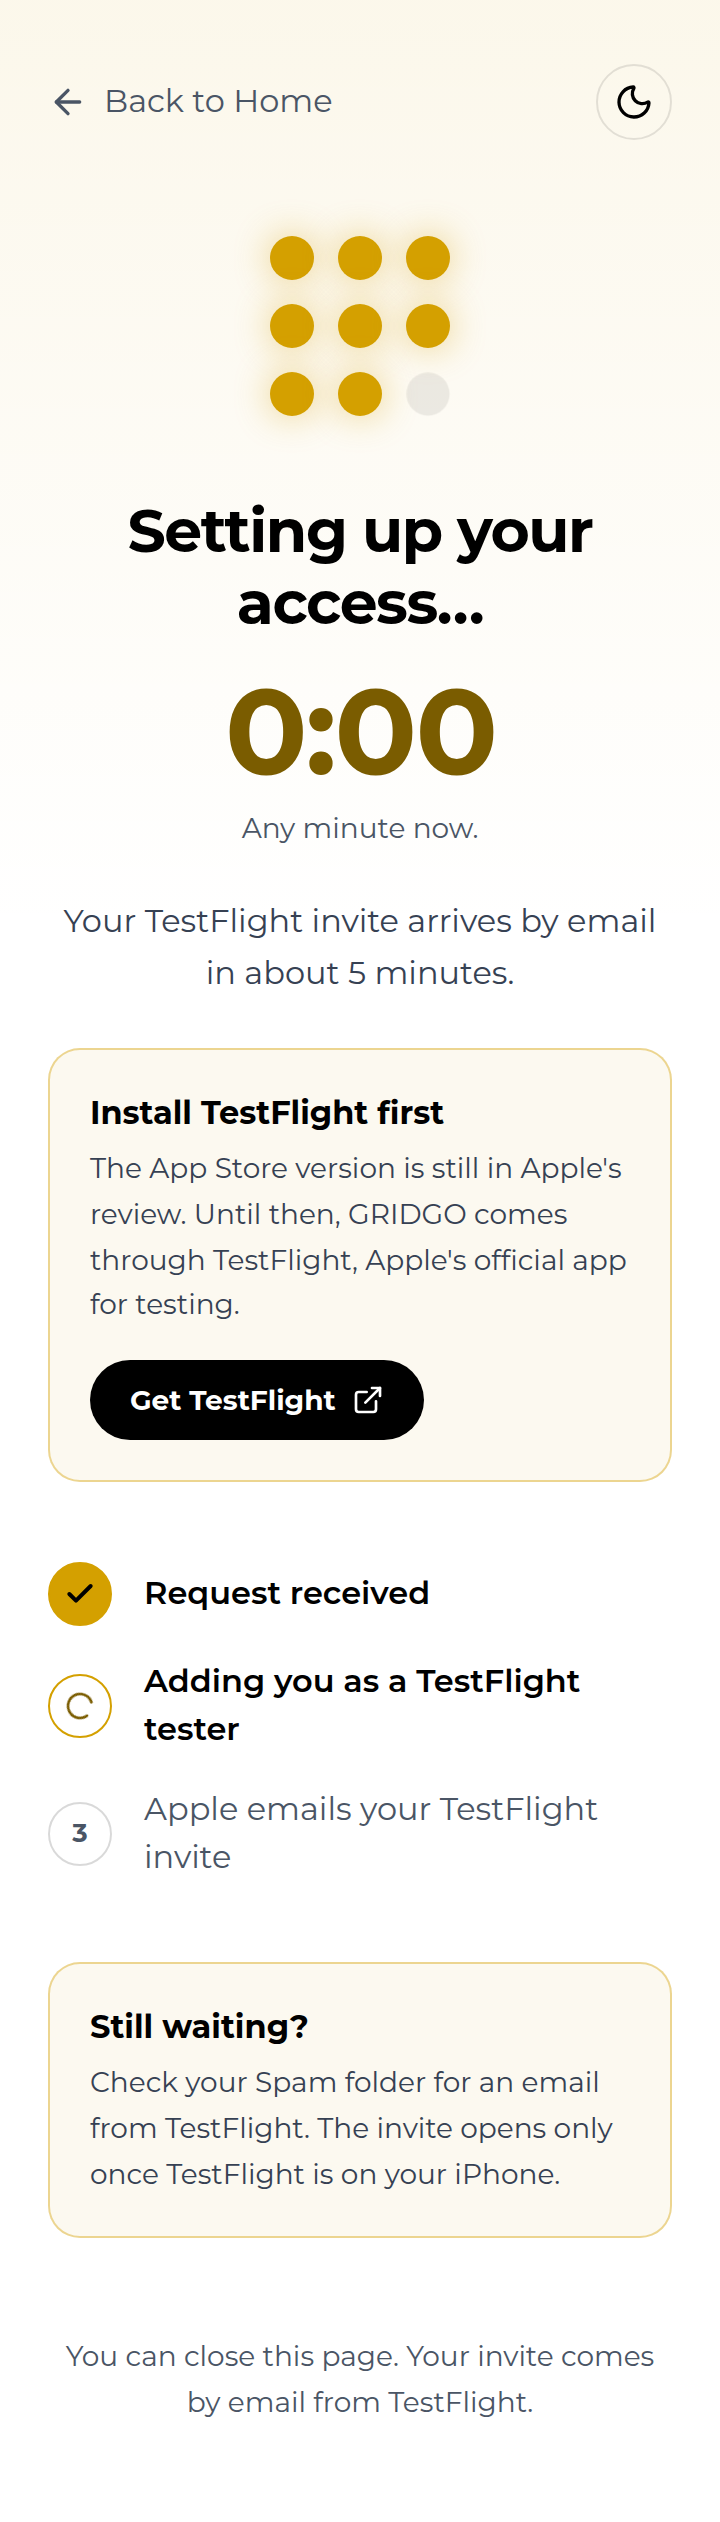 Back to Home
Setting up your
access...
0:00
Any minute now.
Your TestFlight invite arrives by email
in about 5 minutes.
Install TestFlight first
The App Store version is still in Apple's
review. Until then, GRIDGO comes
through TestFlight, Apple's official app
for testing.
Get TestFlight
Request received
Adding you as a TestFlight
tester
3
Apple emails your TestFlight
invite
Still waiting?
Check your Spam folder for an email
from TestFlight. The invite opens only
once TestFlight is on your iPhone.
You can close this page. Your invite comes
by email from TestFlight.